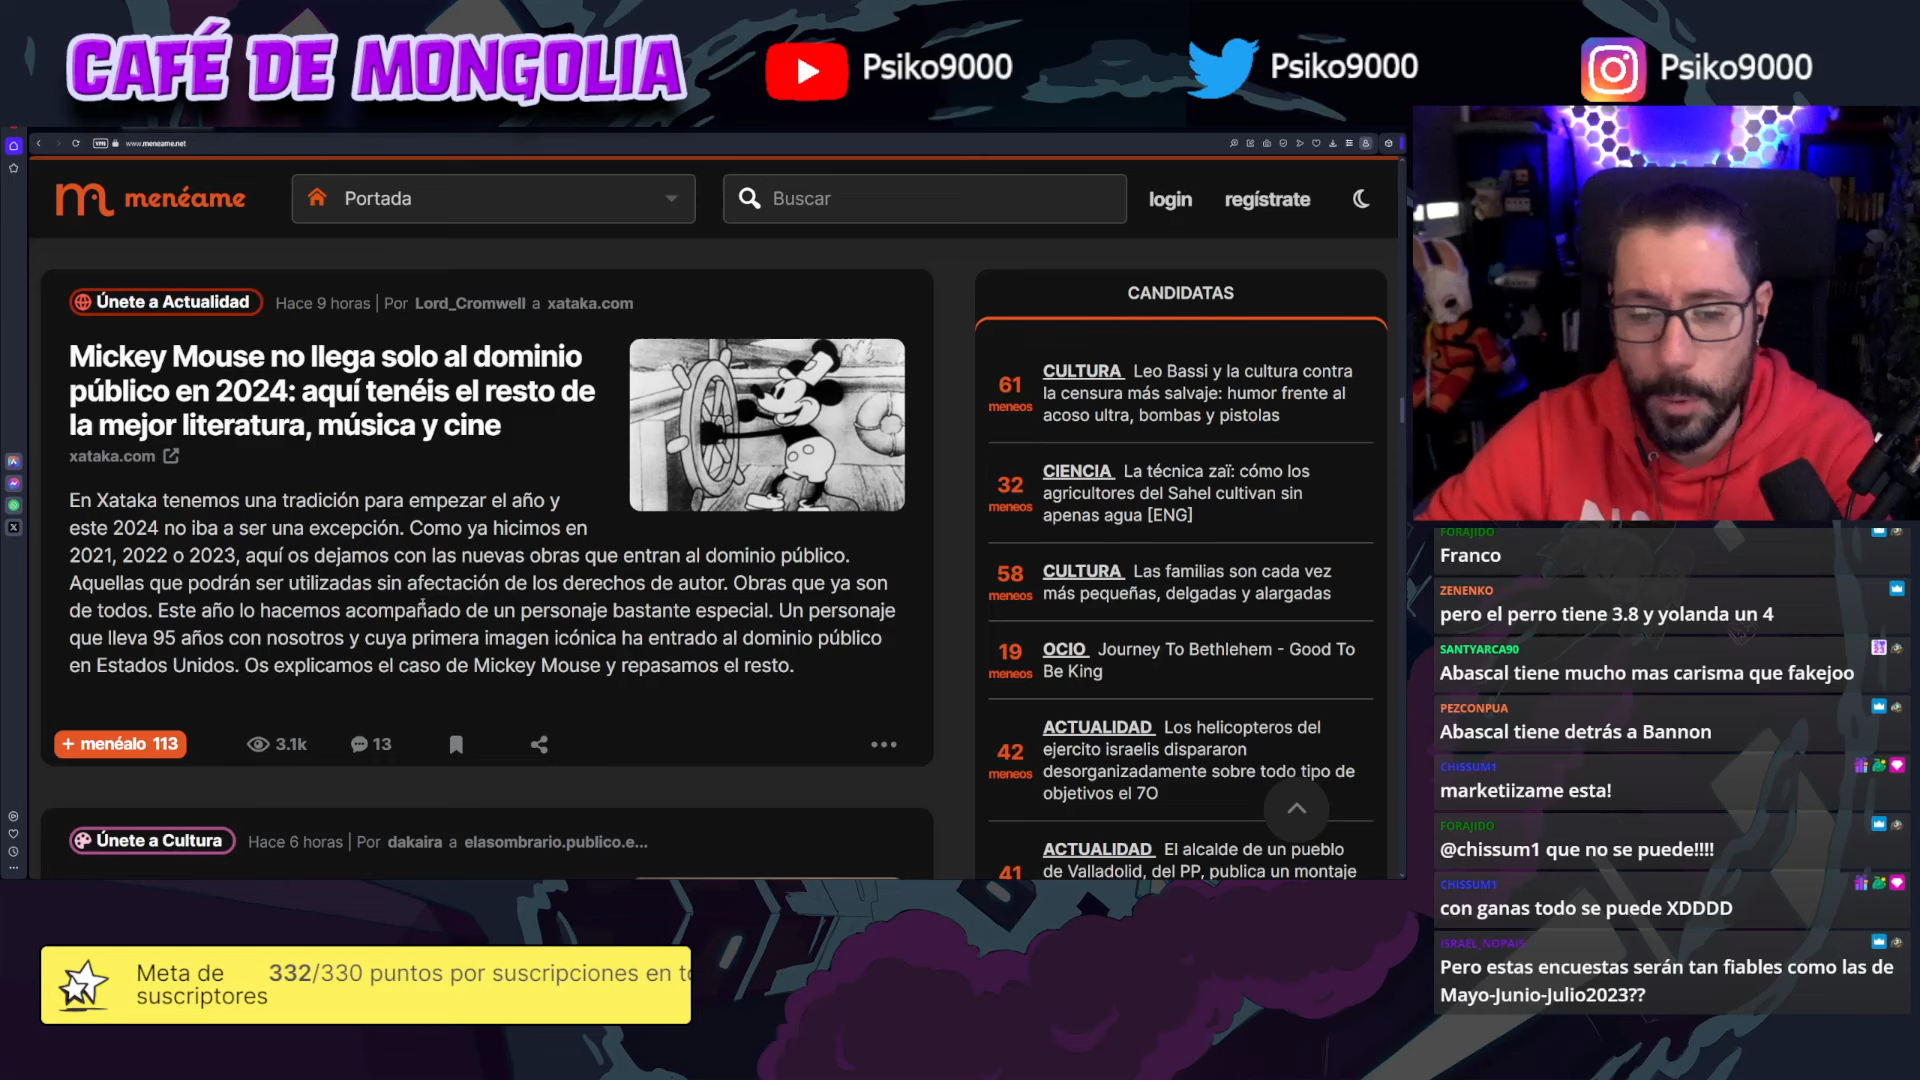 CAFÉ DE MONGOLIA
Psiko9000
Psiko9000
Psiko9000
VPN
www.meneame.net
menéame
Portada
Buscar
login
regístrate
Únete a Actualidad
Hace 9 horas | Por Lord_Cromwell a xataka.com
Mickey Mouse no llega solo al dominio
público en 2024: aquí tenéis el resto de
la mejor literatura, música y cine
xataka.com
En Xataka tenemos una tradición para empezar el año y
este 2024 no iba a ser una excepción. Como ya hicimos en
2021, 2022 o 2023, aquí os dejamos con las nuevas obras que entran al dominio público.
Aquellas que podrán ser utilizadas sin afectación de los derechos de autor. Obras que ya son
de todos. Este año lo hacemos acompañado de un personaje bastante especial. Un personaje
que lleva 95 años con nosotros y cuya primera imagen icónica ha entrado al dominio público
en Estados Unidos. Os explicamos el caso de Mickey Mouse y repasamos el resto.
+ menéalo 113
3.1k
13
Únete a Cultura
Hace 6 horas | Por dakaira a elasombrario.publico.e...
CANDIDATAS
61
meneos
CULTURA Leo Bassi y la cultura contra
la censura más salvaje: humor frente al
acoso ultra, bombas y pistolas
32
meneos
CIENCIA La técnica zaï: cómo los
agricultores del Sahel cultivan sin
apenas agua [ENG]
58
meneos
CULTURA Las familias son cada vez
más pequeñas, delgadas y alargadas
19
meneos
OCIO Journey To Bethlehem - Good To
Be King
42
meneos
ACTUALIDAD Los helicopteros del
ejercito israelis dispararon
desorganizadamente sobre todo tipo de
objetivos el 7O
41
ACTUALIDAD El alcalde de un pueblo
de Valladolid, del PP, publica un montaje
FORAJIDO
Franco
ZENENKO
pero el perro tiene 3.8 y yolanda un 4
SANTYARCA90
Abascal tiene mucho mas carisma que fakejoo
PEZCONPUA
Abascal tiene detrás a Bannon
CHISSUM1
marketiizame esta!
FORAJIDO
@chissum1 que no se puede!!!!
CHISSUM1
con ganas todo se puede XDDDD
ISRAEL_NOPAIS
Pero estas encuestas serán tan fiables como las de
Mayo-Junio-Julio2023??
Meta de
suscriptores
332/330 puntos por suscripciones en to